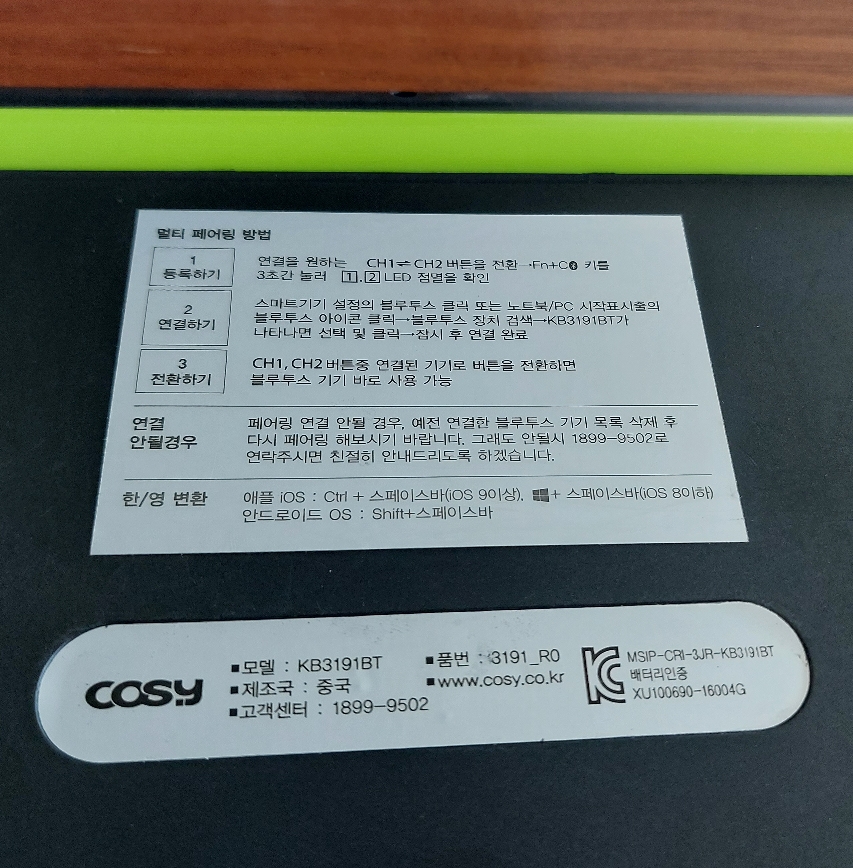 멀티 페어링 방법
1
등록하기
연결을 원하는 CH1⇌CH2 버튼을 전환→Fn+C 키를
3초간 눌러 1.2 LED 점멸을 확인
2
연결하기
스마트기기 설정의 블루투스 클릭 또는 노트북/PC 시작표시줄의
블루투스 아이콘 클릭→블루투스 장치 검색→KB3191BT가
나타나면 선택 및 클릭→잠시 후 연결 완료
3
전환하기
CH1, CH2 버튼중 연결된 기기로 버튼을 전환하면
블루투스 기기 바로 사용 가능
연결
안될경우
페어링 연결 안될 경우, 예전 연결한 블루투스 기기 목록 삭제 후
다시 페어링 해보시기 바랍니다. 그래도 안될시 1899-9502로
연락주시면 친절히 안내드리도록 하겠습니다.
한/영 변환
애플 iOS : Ctrl + 스페이스바(iOS 9이상), + 스페이스바(iOS 8이하)
안드로이드 OS : Shift+스페이스바
cosy
■모델 : KB3191BT
■제조국 : 중국
■고객센터 : 1899-9502
■품번 : 3191_R0
■www.cosy.co.kr
MSIP-CRI-3JR-KB3191BT
배터리인증
XU100690-16004G